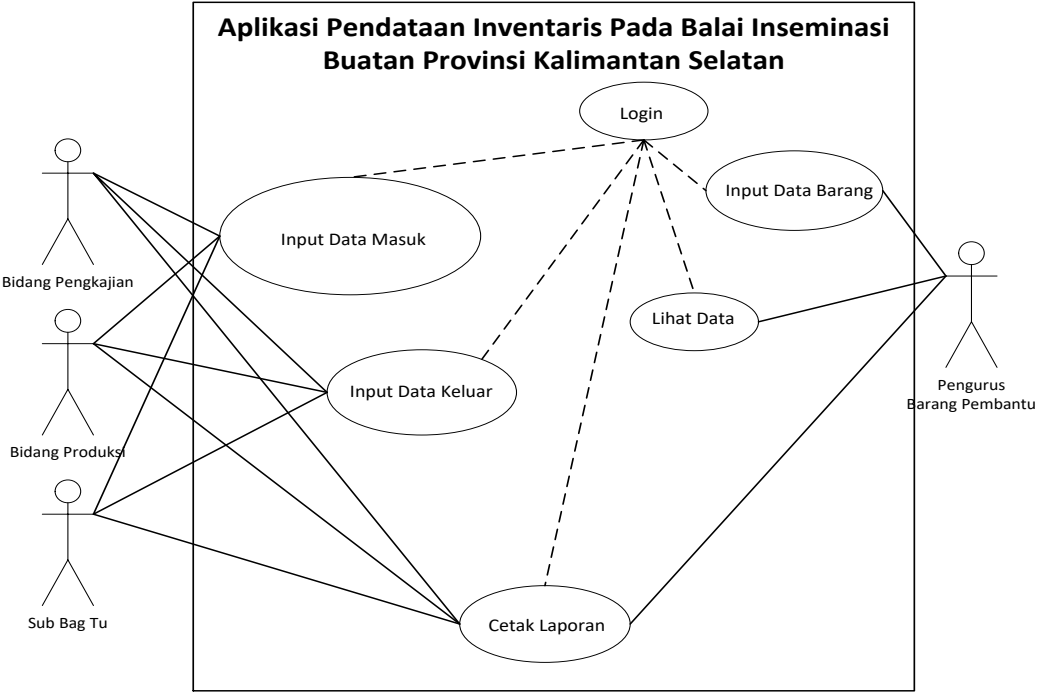 Aplikasi Pendataan Inventaris Pada Balai Inseminasi
Buatan Provinsi Kalimantan Selatan
Login
Input Data Barang
Input Data Masuk
Bidang Pengkajian
Lihat Data
Pengurus
Barang Pembantu
Input Data Keluar
Bidang Produksi
Sub Bag Tu
Cetak Laporan